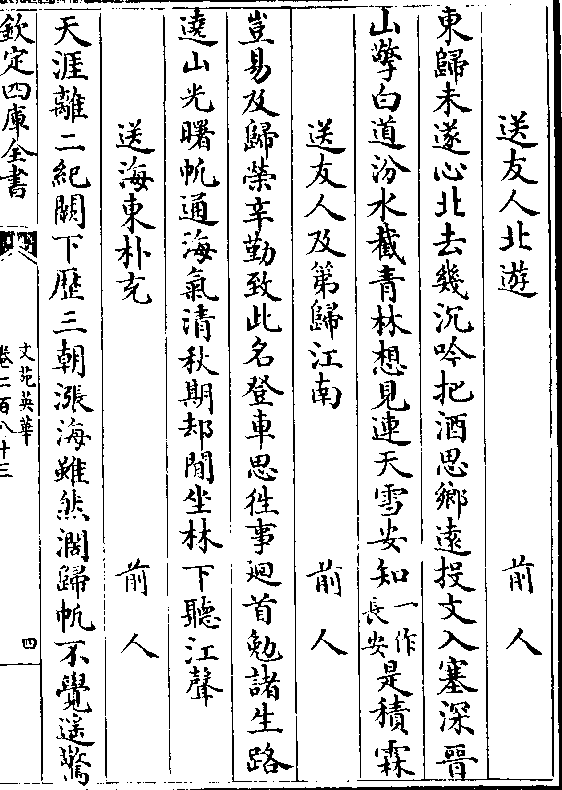 送友人北遊　前人
東歸未遂心北去幾沉吟把酒思鄉遠投文入塞深晉
山擎白道汾水截青林想見連天雪安知一作長安是積霖
送友人及第歸江南　前人
豈易及歸榮辛勤致此名登車思徃事迴首勉諸生路
遶山光曙帆通海氣清秋期却閒坐林下聽江聲
送海東朴充　前人
天涯離二紀闕下歴三朝漲海雖然濶歸帆不覺遥驚
欽定四庫全書　文苑英華卷二百八十三　四